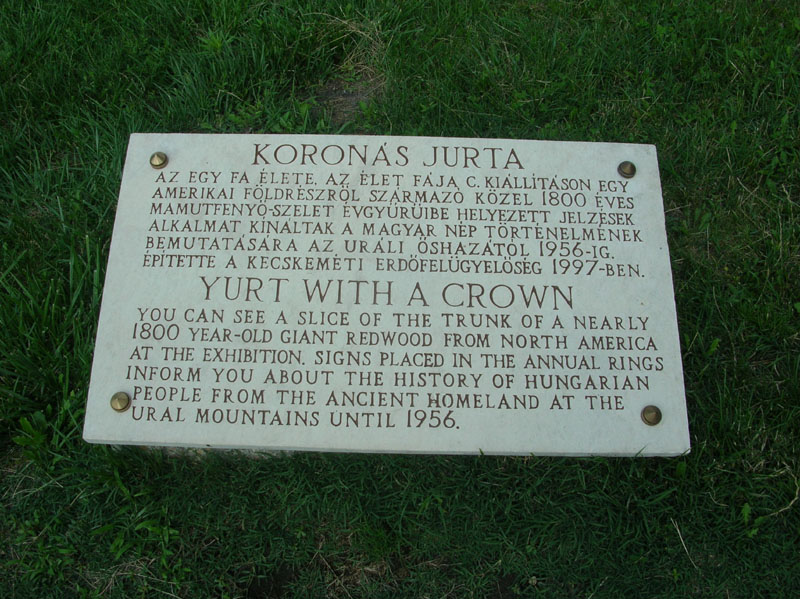 KORONÁS JURTA
AZ EGY FA ÉLETE, AZ ÉLET FÁJA C. KIÁLLÍTÁSON EGY
AMERIKAI FÖLDRÉSZRŐL SZÁRMAZÓ KÖZEL 1800 ÉVES
MAMUTFENYŐ-SZELET ÉVGYŰRŰIBE HELYEZETT JELZÉSEK
ALKALMAT KÍNÁLTAK A MAGYAR NÉP TÖRTÉNELMÉNEK
BEMUTATÁSÁRA AZ URÁLI ŐSHAZÁTÓL 1956-IG.
ÉPÍTETTE A KECSKEMÉTI ERDŐFELÜGYELŐSÉG 1997-BEN.
YURT WITH A CROWN
YOU CAN SEE A SLICE OF THE TRUNK OF A NEARLY
1800 YEAR-OLD GIANT REDWOOD FROM NORTH AMERICA
AT THE EXHIBITION. SIGNS PLACED IN THE ANNUAL RINGS
INFORM YOU ABOUT THE HISTORY OF HUNGARIAN
PEOPLE FROM THE ANCIENT HOMELAND AT THE
URAL MOUNTAINS UNTIL 1956.